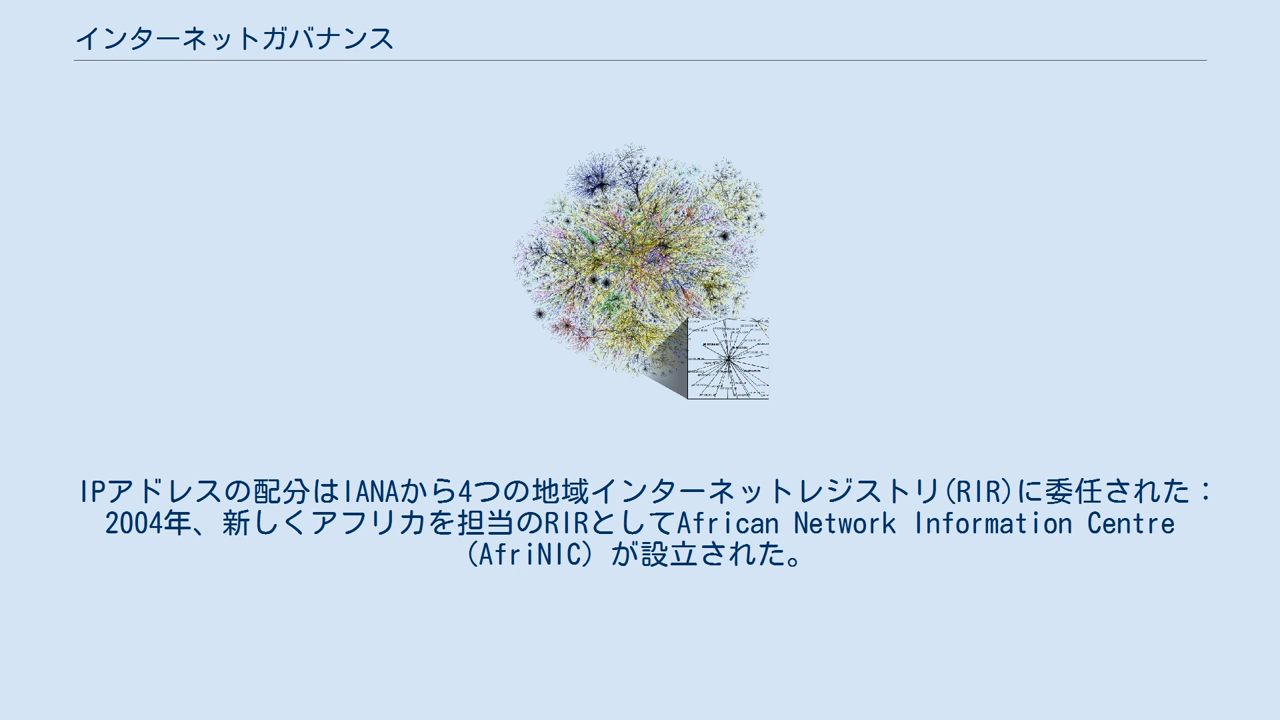 インターネットガバナンス
IPアドレスの配分はIANAから4つの地域インターネットレジストリ(RIR)に委任された：
2004年、新しくアフリカを担当のRIRとしてAfrican Network Information Centre
（AfriNIC）が設立された。